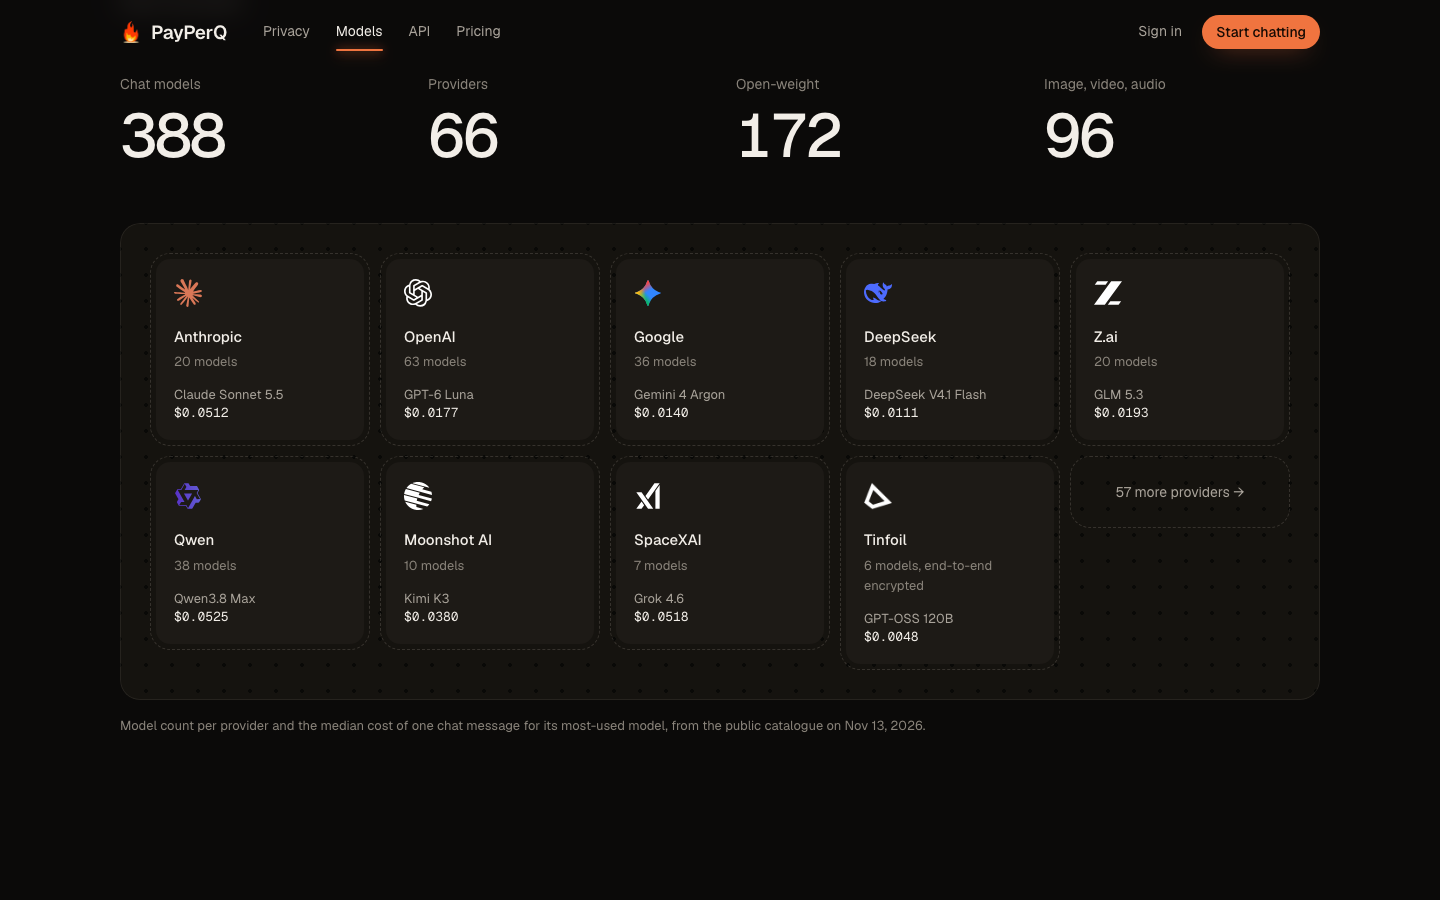 PayPerQ
Privacy
Models
API
Pricing
Sign in
Start chatting
Chat models
388
Providers
66
Open-weight
172
Image, video, audio
96
Anthropic
20 models
Claude Sonnet 5.5
$0.0512
OpenAI
63 models
GPT-6 Luna
$0.0177
Google
36 models
Gemini 4 Argon
$0.0140
DeepSeek
18 models
DeepSeek V4.1 Flash
$0.0111
Z.ai
20 models
GLM 5.3
$0.0193
Qwen
38 models
Qwen3.8 Max
$0.0525
Moonshot AI
10 models
Kimi K3
$0.0380
SpaceXAI
7 models
Grok 4.6
$0.0518
Tinfoil
6 models, end-to-end
encrypted
GPT-OSS 120B
$0.0048
57 more providers →
Model count per provider and the median cost of one chat message for its most-used model, from the public catalogue on Nov 13, 2026.